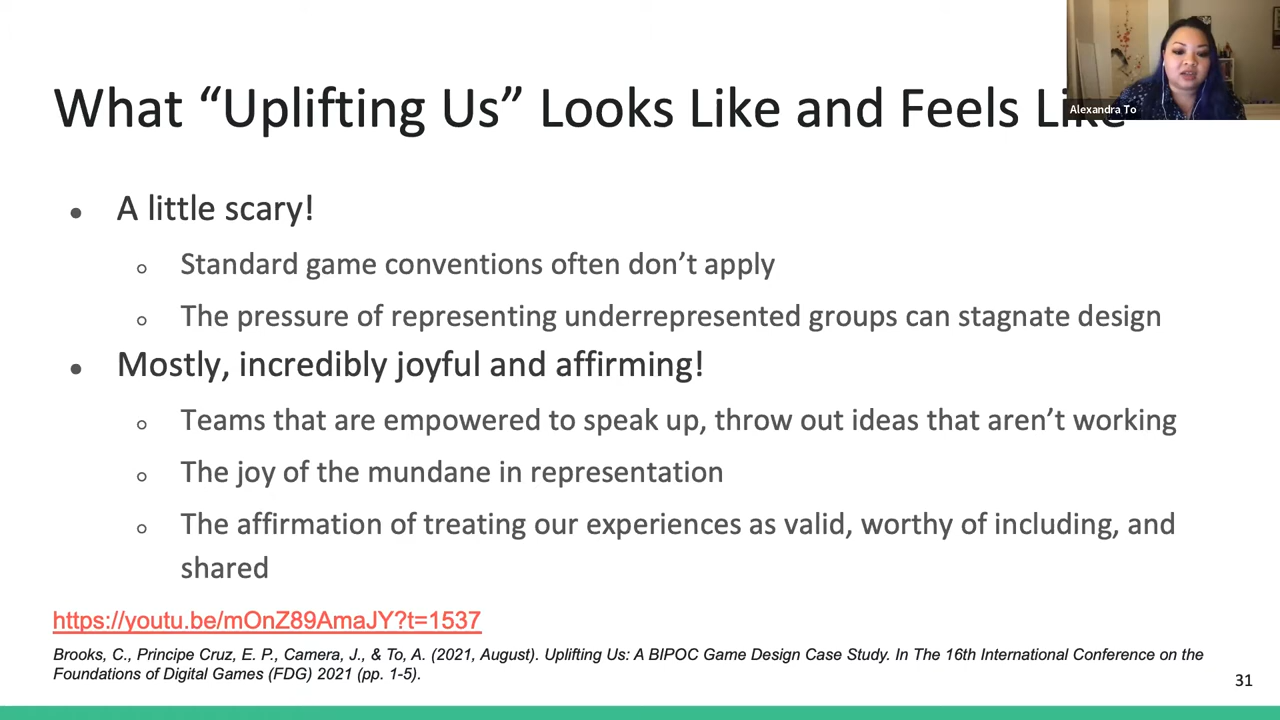 What “Uplifting Us” Looks Like and Feels Like
Alexandra To
● A little scary!
○ Standard game conventions often don’t apply
○ The pressure of representing underrepresented groups can stagnate design
● Mostly, incredibly joyful and affirming!
○ Teams that are empowered to speak up, throw out ideas that aren’t working
○ The joy of the mundane in representation
○ The affirmation of treating our experiences as valid, worthy of including, and
shared
https://youtu.be/mOnZ89AmaJY?t=1537
Brooks, C., Principe Cruz, E. P., Camera, J., & To, A. (2021, August). Uplifting Us: A BIPOC Game Design Case Study. In The 16th International Conference on the
Foundations of Digital Games (FDG) 2021 (pp. 1-5).
31